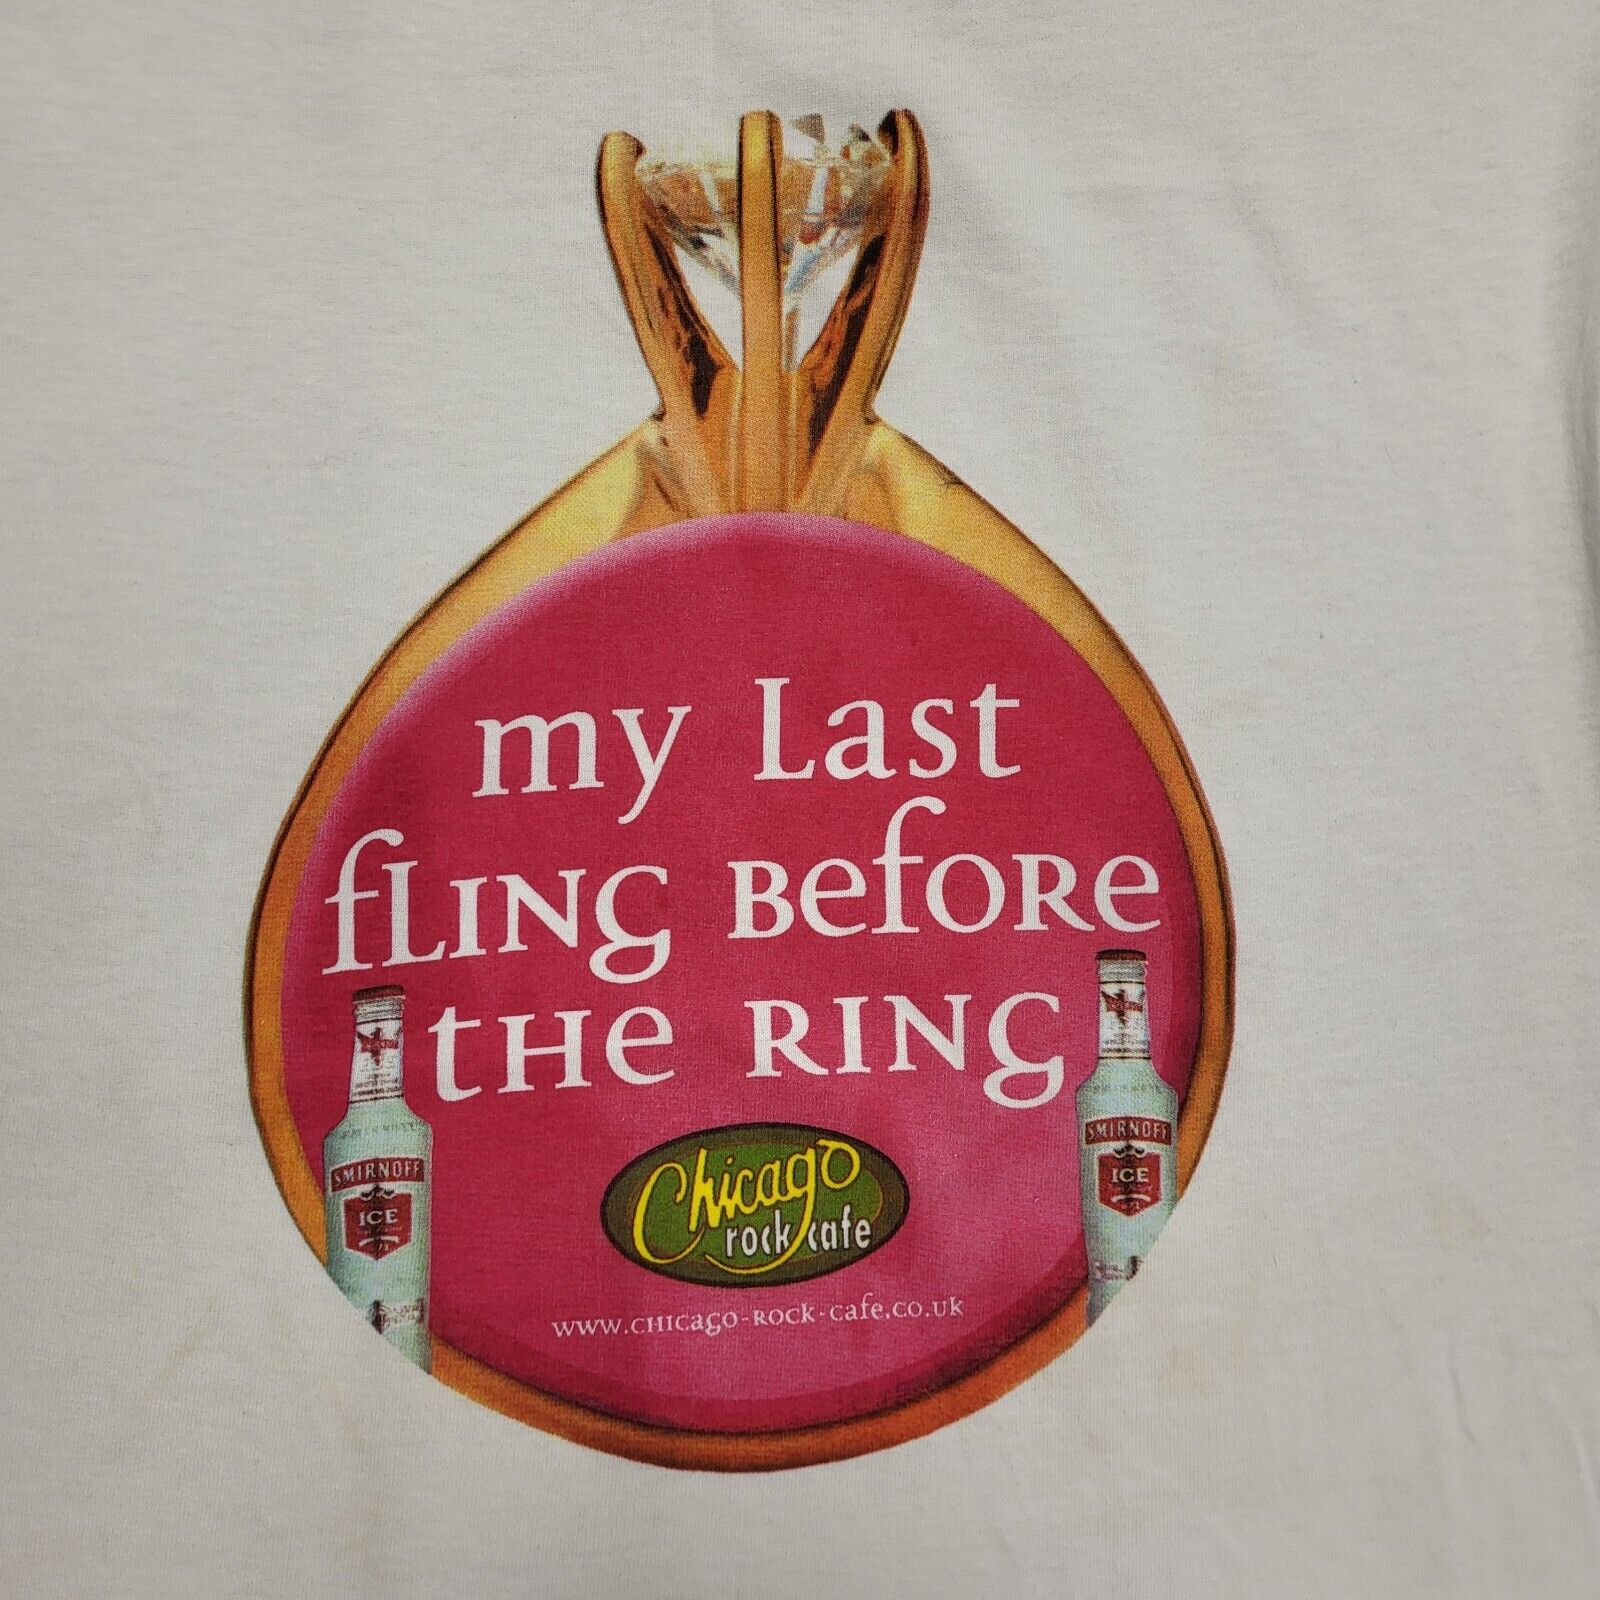 my Last
fLING Before
tHe RING
SMIRNOFF
ICE
SMIRNOFF
ICE
Chicago
rock cafe
www.cHicago-Rock-cafe.co.uk